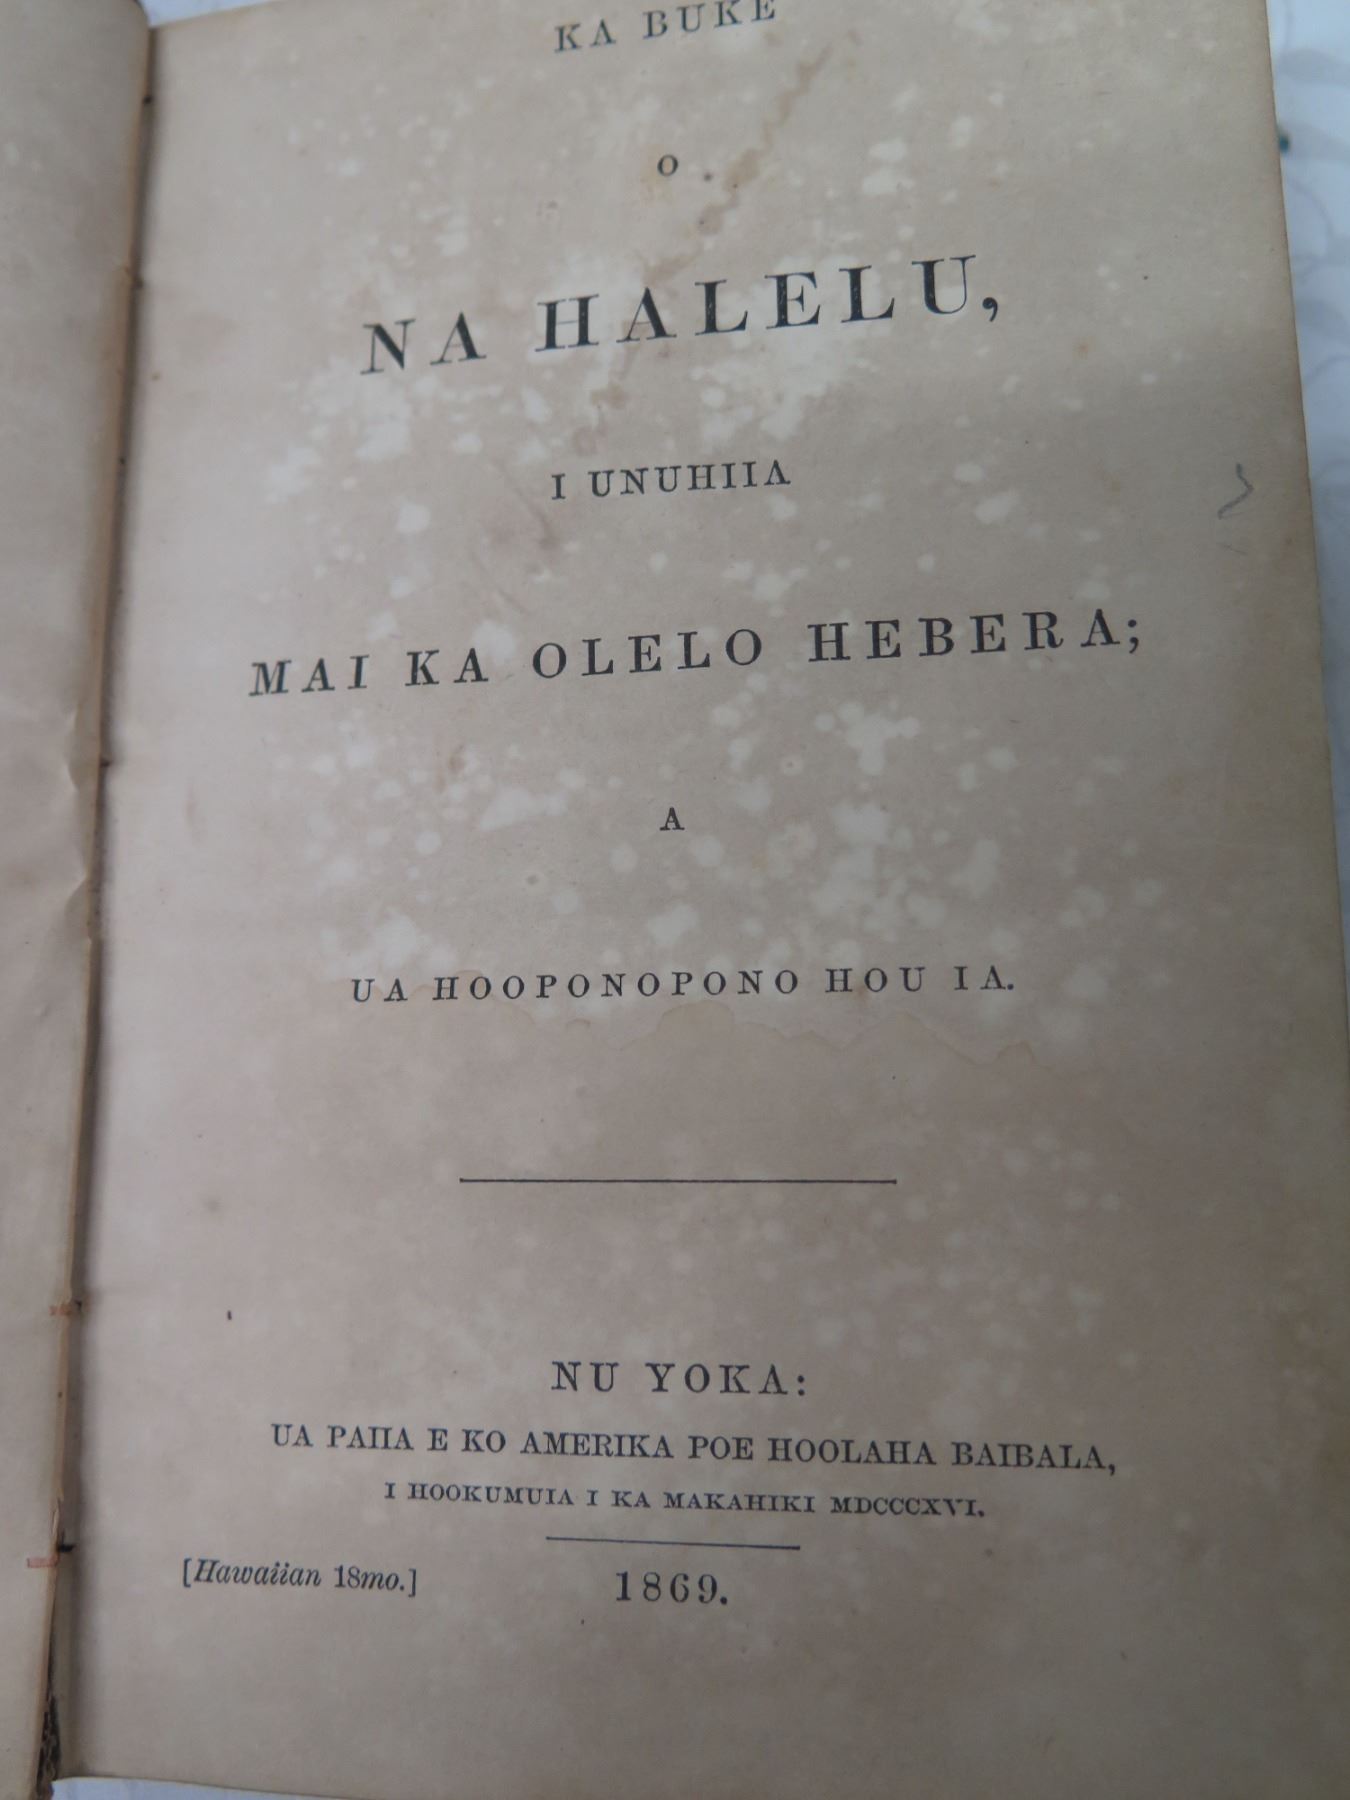 KA BUKE
O
NA HALELU,
I UNUHIIA
MAI KA OLELO HEBERA;
A
UA HOOPONOPONO HOU IA.
NU YOKA:
UA PAIIA E KO AMERIKA POE HOOLAHA BAIBALA,
I HOOKUMUIA I KA MAKAHIKI MDCCCXVI.
[Hawaiian 18mo.]
1869.